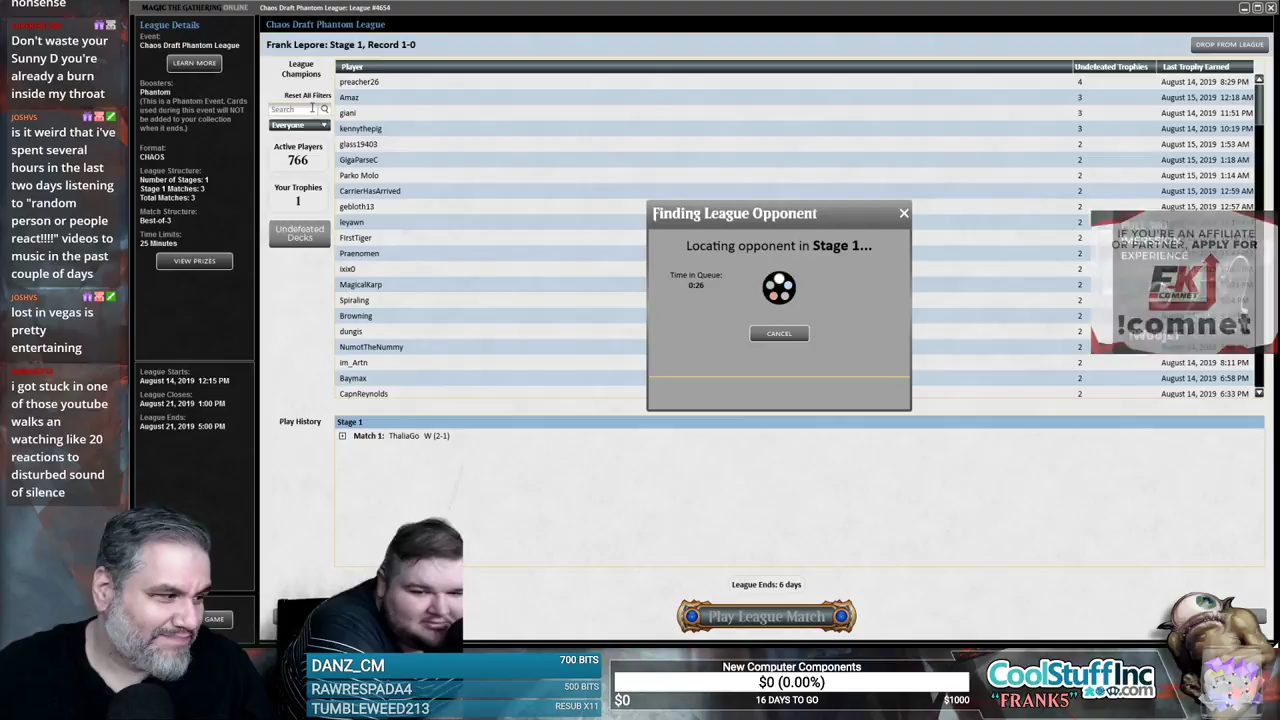 nonsense
Don't waste your
Sunny D you're
already a burn
inside my throat
JOSHVS
is it weird that i've
spent several
hours in the last
two days listening
to "random
person or people
react!!!!" videos to
music in the past
couple of days
JOSHVS
lost in vegas is
pretty
entertaining
i got stuck in one
of those youtube
walks an
watching like 20
reactions to
disturbed sound
of silence
MAGIC THE GATHERING ONLINE
Chaos Draft Phantom League: League #4654
League Details
Event:
Chaos Draft Phantom League
LEARN MORE
Boosters:
Phantom
(This is a Phantom Event. Cards
used during this event will NOT
be added to your collection
when it ends.)
Format:
CHAOS
League Structure:
Number of Stages: 1
Stage 1 Matches: 3
Total Matches: 3
Match Structure:
Best-of-3
Time Limits:
25 Minutes
VIEW PRIZES
League Starts:
August 14, 2019 12:15 PM
League Closes:
August 21, 2019 1:00 PM
League Ends:
August 21, 2019 5:00 PM
GAME
Chaos Draft Phantom League
Frank Lepore: Stage 1, Record 1-0
DROP FROM LEAGUE
League
Champions
Reset All Filters
Search
Everyone
Active Players
766
Your Trophies
1
Undefeated
Decks
Player Undefeated Trophies Last Trophy Earned
preacher26 4 August 14, 2019 8:29 PM
Amaz 3 August 15, 2019 12:18 AM
giani 3 August 14, 2019 11:51 PM
kennythepig 3 August 14, 2019 10:19 PM
glass19403 2 August 15, 2019 1:53 AM
GigaParseC 2 August 15, 2019 1:18 AM
Parko Molo 2 August 15, 2019 1:14 AM
CarrierHasArrived 2 August 15, 2019 12:59 AM
gebloth13 2 August 15, 2019 12:57 AM
leyawn
FirstTiger
Praenomen
ixix0
MagicalKarp
Spiraling
Browning
dungis
NumotTheNummy 2
im_Artn 2 August 14, 2019 8:11 PM
Baymax 2 August 14, 2019 6:58 PM
CapnReynolds 2 August 14, 2019 6:33 PM
Finding League Opponent
Locating opponent in Stage 1...
Time in Queue:
0:26
CANCEL
IF YOU'RE AN AFFILIATE
OR PARTNER, APPLY FOR
EXPERIENCE
COMNET
!comnet
Play History
Stage 1
Match 1: ThaliaGo W (2-1)
League Ends: 6 days
Play League Match
DANZ_CM 700 BITS
RAWRESPADA4 500 BITS
TUMBLEWEED213 RESUB X11
New Computer Components
$0 (0.00%)
$0 16 DAYS TO GO $1000
CoolStuffInc
.com
"FRANK5"